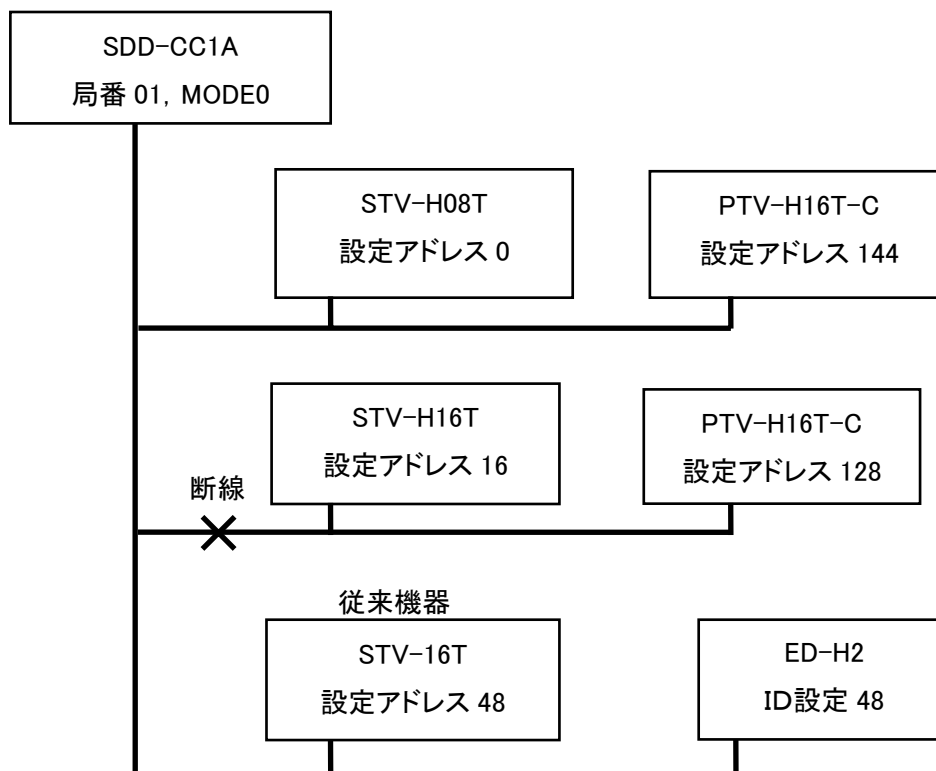 SDD-CC1A
局番 01, MODE0
STV-H08T
設定アドレス 0
PTV-H16T-C
設定アドレス 144
STV-H16T
設定アドレス 16
PTV-H16T-C
設定アドレス 128
断線
従来機器
STV-16T
設定アドレス 48
ED-H2
ID設定 48